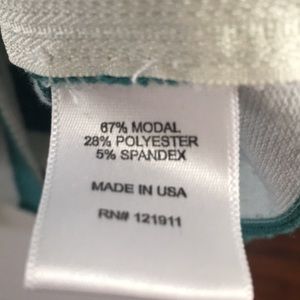 67% MODAL
28% POLYESTER
5% SPANDEX
MADE IN USA
RN# 121911